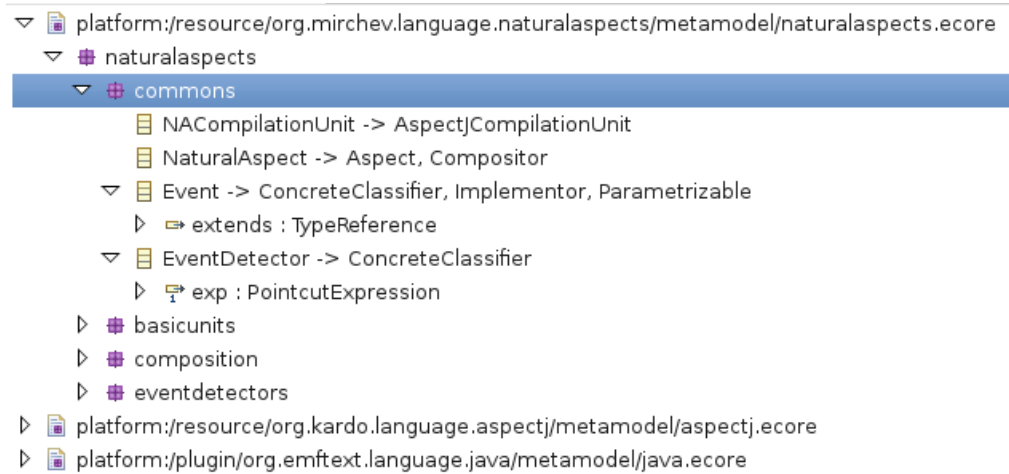 platform:/resource/org.mirchev.language.naturalaspects/metamodel/naturalaspects.ecore
naturalaspects
commons
NACompilationUnit -> AspectJCompilationUnit
NaturalAspect -> Aspect, Compositor
Event -> ConcreteClassifier, Implementor, Parametrizable
extends : TypeReference
EventDetector -> ConcreteClassifier
1 exp : PointcutExpression
basicunits
composition
eventdetectors
platform:/resource/org.kardo.language.aspectj/metamodel/aspectj.ecore
platform:/plugin/org.emftext.language.java/metamodel/java.ecore